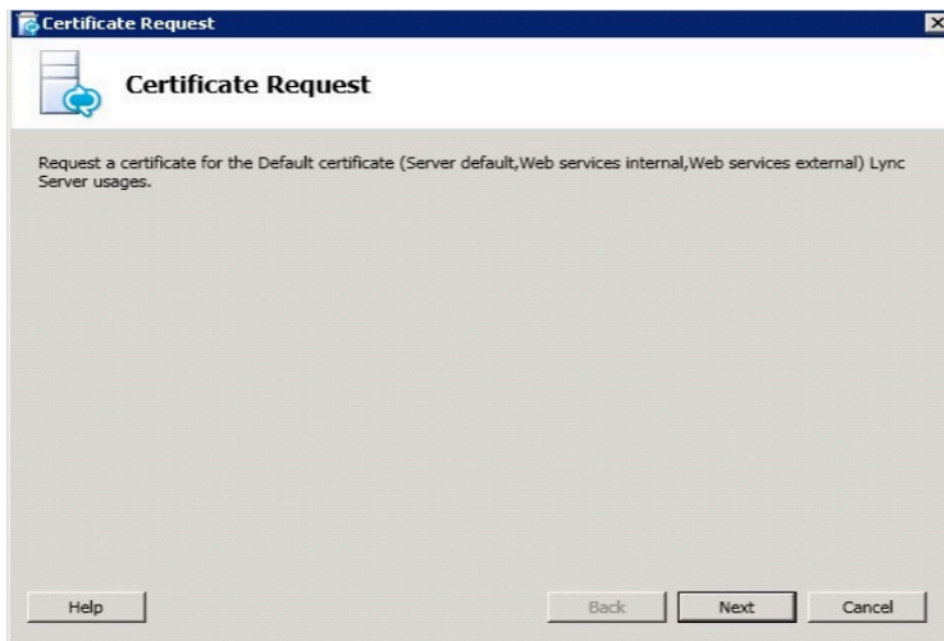 Certificate Request
Certificate Request
Request a certificate for the Default certificate (Server default,Web services internal,Web services external) Lync
Server usages.
Help
Back
Next
Cancel